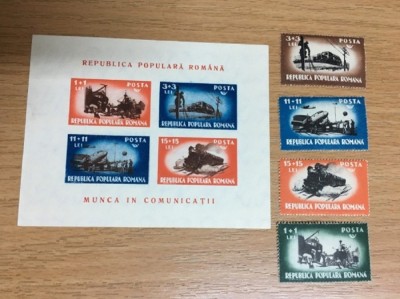 REPUBLICA POPULARĂ ROMÂNĂ
1+1 LEI POSTA
REPUBLICA POPULARA ROMANA
3+3 LEI POSTA
REPUBLICA POPULARA ROMANA
11+11 LEI POSTA
REPUBLICA POPULARA ROMANA
15+15 LEI POSTA
REPUBLICA POPULARA ROMANA
MUNCA IN COMUNICAȚII
3+3 LEI POSTA
REPUBLICA POPULARA ROMANA
11+11 LEI POSTA
REPUBLICA POPULARA ROMANA
15+15 LEI POSTA
REPUBLICA POPULARA ROMANA
1+1 LEI POSTA
REPUBLICA POPULARA ROMANA